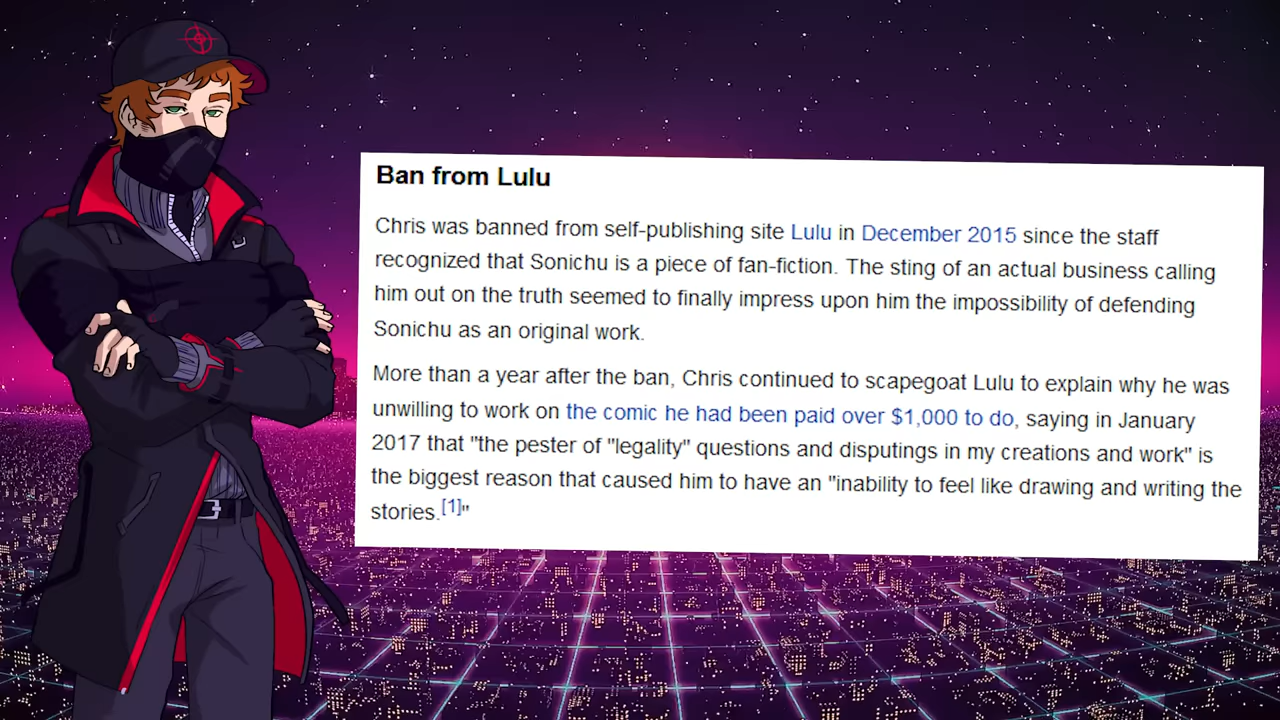 Ban from Lulu
Chris was banned from self-publishing site Lulu in December 2015 since the staff
recognized that Sonichu is a piece of fan-fiction. The sting of an actual business calling
him out on the truth seemed to finally impress upon him the impossibility of defending
Sonichu as an original work.
More than a year after the ban, Chris continued to scapegoat Lulu to explain why he was
unwilling to work on the comic he had been paid over $1,000 to do, saying in January
2017 that "the pester of "legality" questions and disputings in my creations and work" is
the biggest reason that caused him to have an "inability to feel like drawing and writing the
stories.[1]"